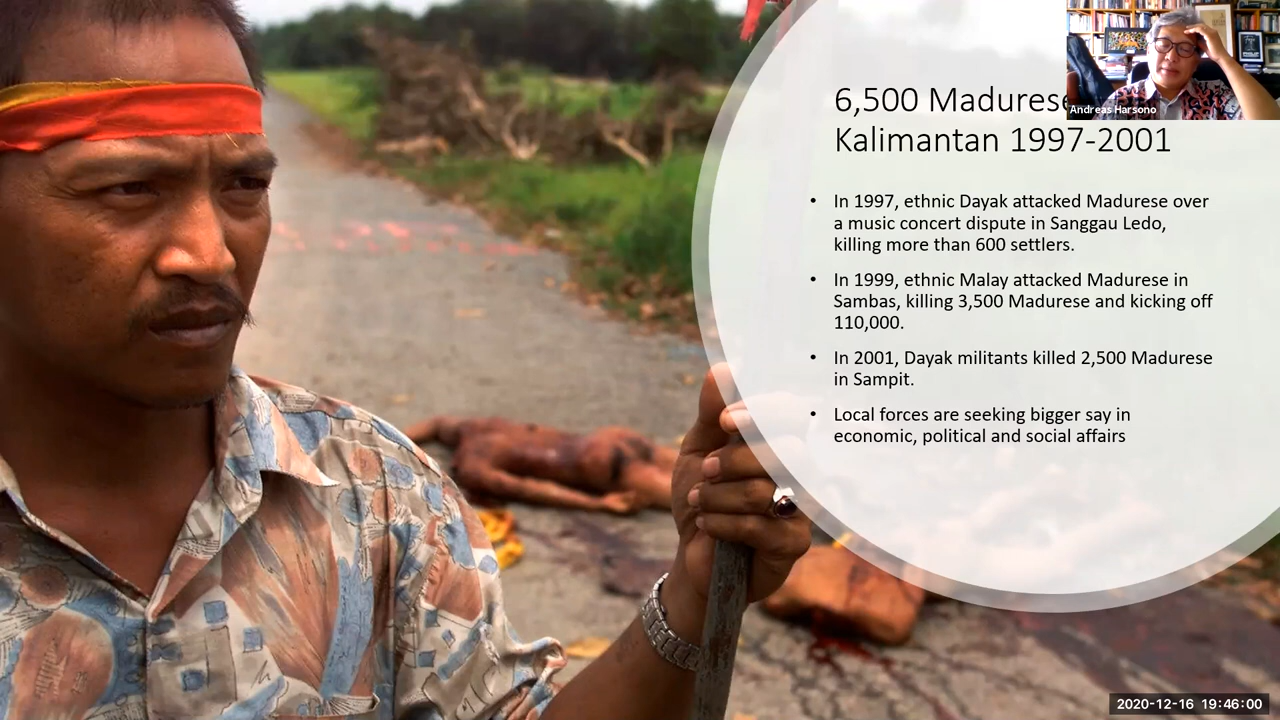 6,500 Madurese
Kalimantan 1997-2001
• In 1997, ethnic Dayak attacked Madurese over
a music concert dispute in Sanggau Ledo,
killing more than 600 settlers.
• In 1999, ethnic Malay attacked Madurese in
Sambas, killing 3,500 Madurese and kicking off
110,000.
• In 2001, Dayak militants killed 2,500 Madurese
in Sampit.
• Local forces are seeking bigger say in
economic, political and social affairs
Andreas Harsono
2020-12-16 19:46:00